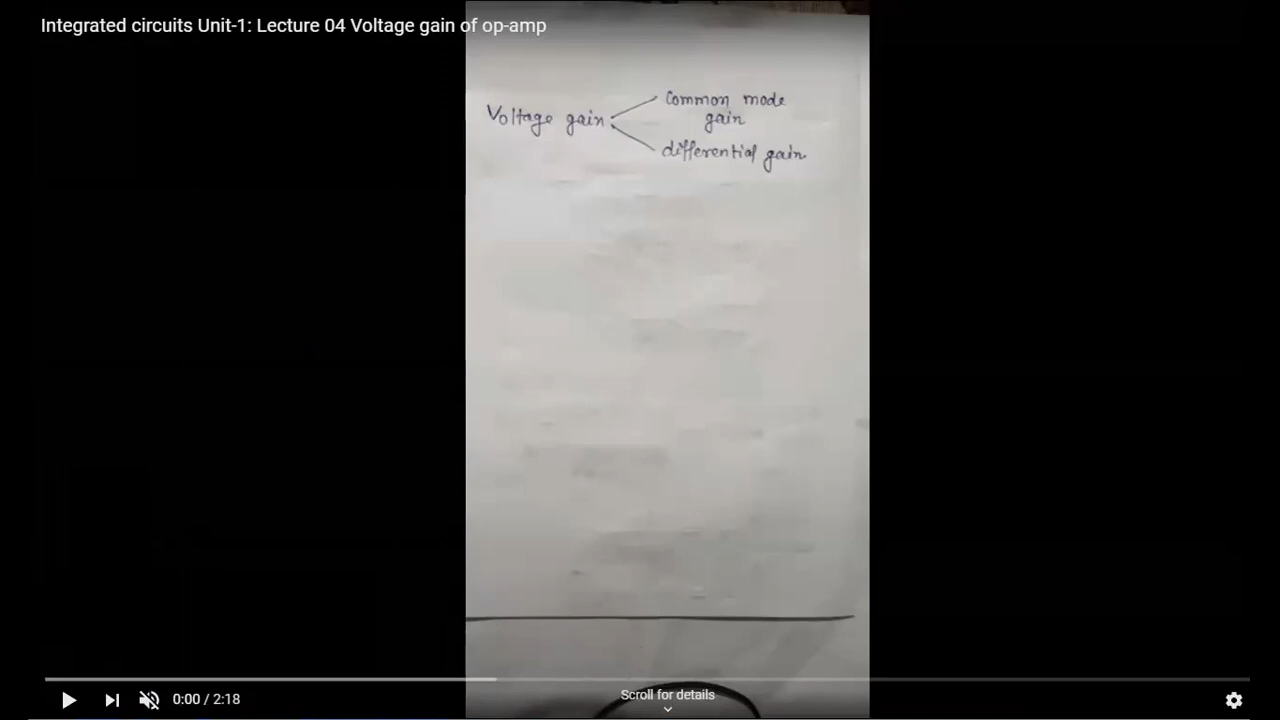 Integrated circuits Unit-1: Lecture 04 Voltage gain of op-amp
Common mode
Voltage gain
gain
differential gain
0:00 / 2:18
Scroll for details